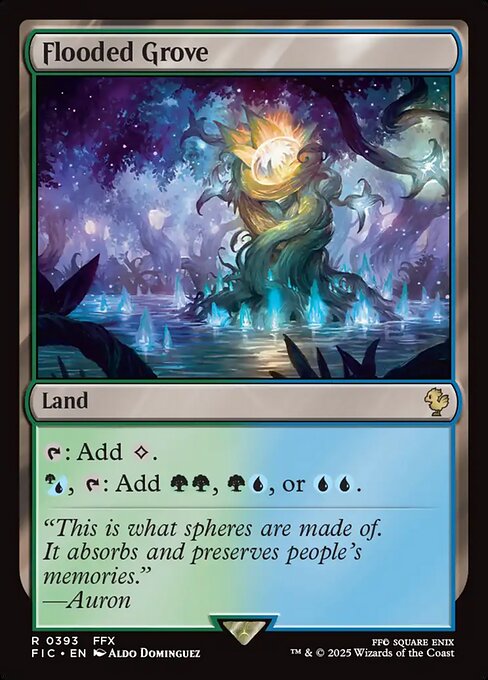 Flooded Grove
Land
: Add .
, : Add , , or .
“This is what spheres are made of.
It absorbs and preserves people’s
memories.”
—Auron
R 0393 FFX
FIC • EN Aldo Dominguez
FF© SQUARE ENIX
™ & © 2025 Wizards of the Coast